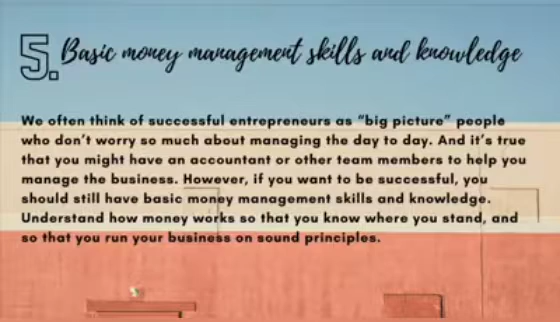 5. Basic money management skills and knowledge
We often think of successful entrepreneurs as “big picture” people
who don’t worry so much about managing the day to day. And it’s true
that you might have an accountant or other team members to help you
manage the business. However, if you want to be successful, you
should still have basic money management skills and knowledge.
Understand how money works so that you know where you stand, and
so that you run your business on sound principles.